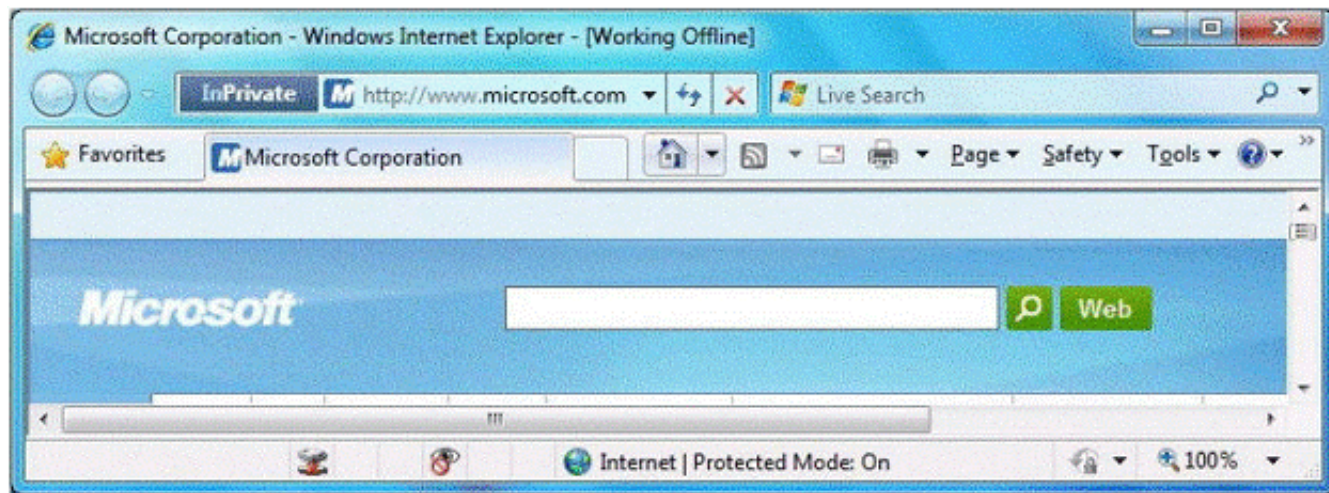 Microsoft Corporation - Windows Internet Explorer - [Working Offline]
InPrivate http://www.microsoft.com Live Search
Favorites Microsoft Corporation Page Safety Tools
Microsoft Web
Internet | Protected Mode: On 100%